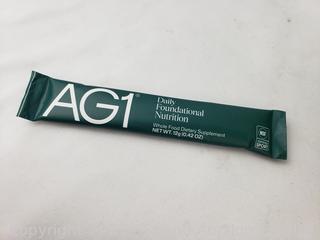 AG1®
Daily
Foundational
Nutrition
Whole Food Dietary Supplement
NET WT. 12g (0.42 OZ)
NSF
SPORT